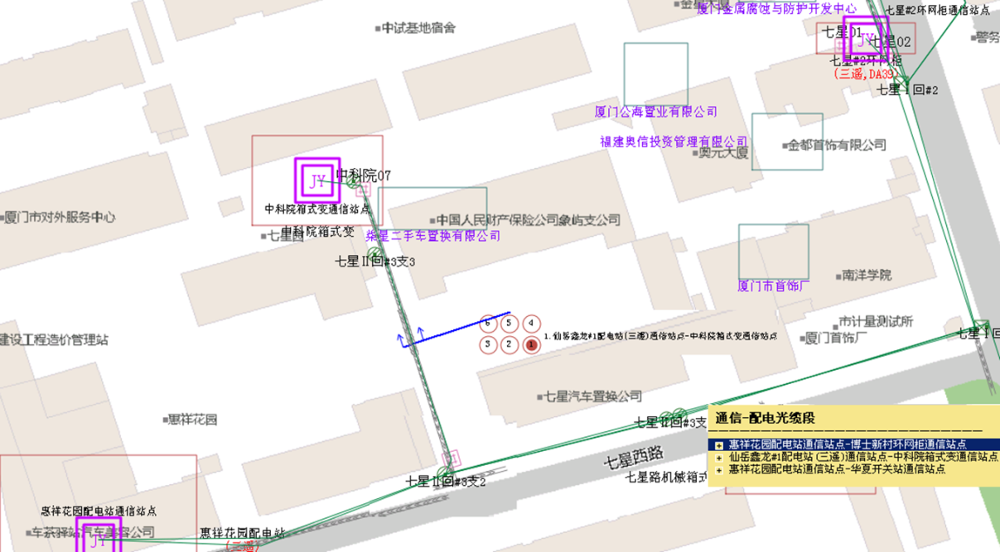 厦门金属腐蚀与防护开发中心
七星#2环网柜通信站点
中试基地宿舍
七星01
JY
七星02
警务
七星#2环网柜
(三遥,DA39)
七星Ⅰ回#2
厦门公海置业有限公司
福建奥信投资管理有限公司
奥元大厦
金都首饰有限公司
JY
中科院07
中科院箱式变通信站点
中科院箱式变
七星园
厦门市对外服务中心
中国人民财产保险公司象屿支公司
柴星二手车置换有限公司
七星Ⅱ回#3支3
厦门市首饰厂
南洋学院
市计量测试所
厦门首饰厂
七星Ⅰ回
建设工程造价管理站
6 5 4
3 2 1
1.仙岳鑫龙#1配电站(三遥)通信站点-中科院箱式变通信站点
七星汽车置换公司
惠祥花园
七星Ⅱ回#3支
七星西路
七星路机械箱式
七星Ⅱ回#3支2
通信-配电光缆段
惠祥花园配电站通信站点-博士新村环网柜通信站点
仙岳鑫龙#1配电站(三遥)通信站点-中科院箱式变通信站点
惠祥花园配电站通信站点-华夏开关站通信站点
惠祥花园配电站通信站点
车茶驿站汽车美容公司
JY
惠祥花园配电站
(三遥)